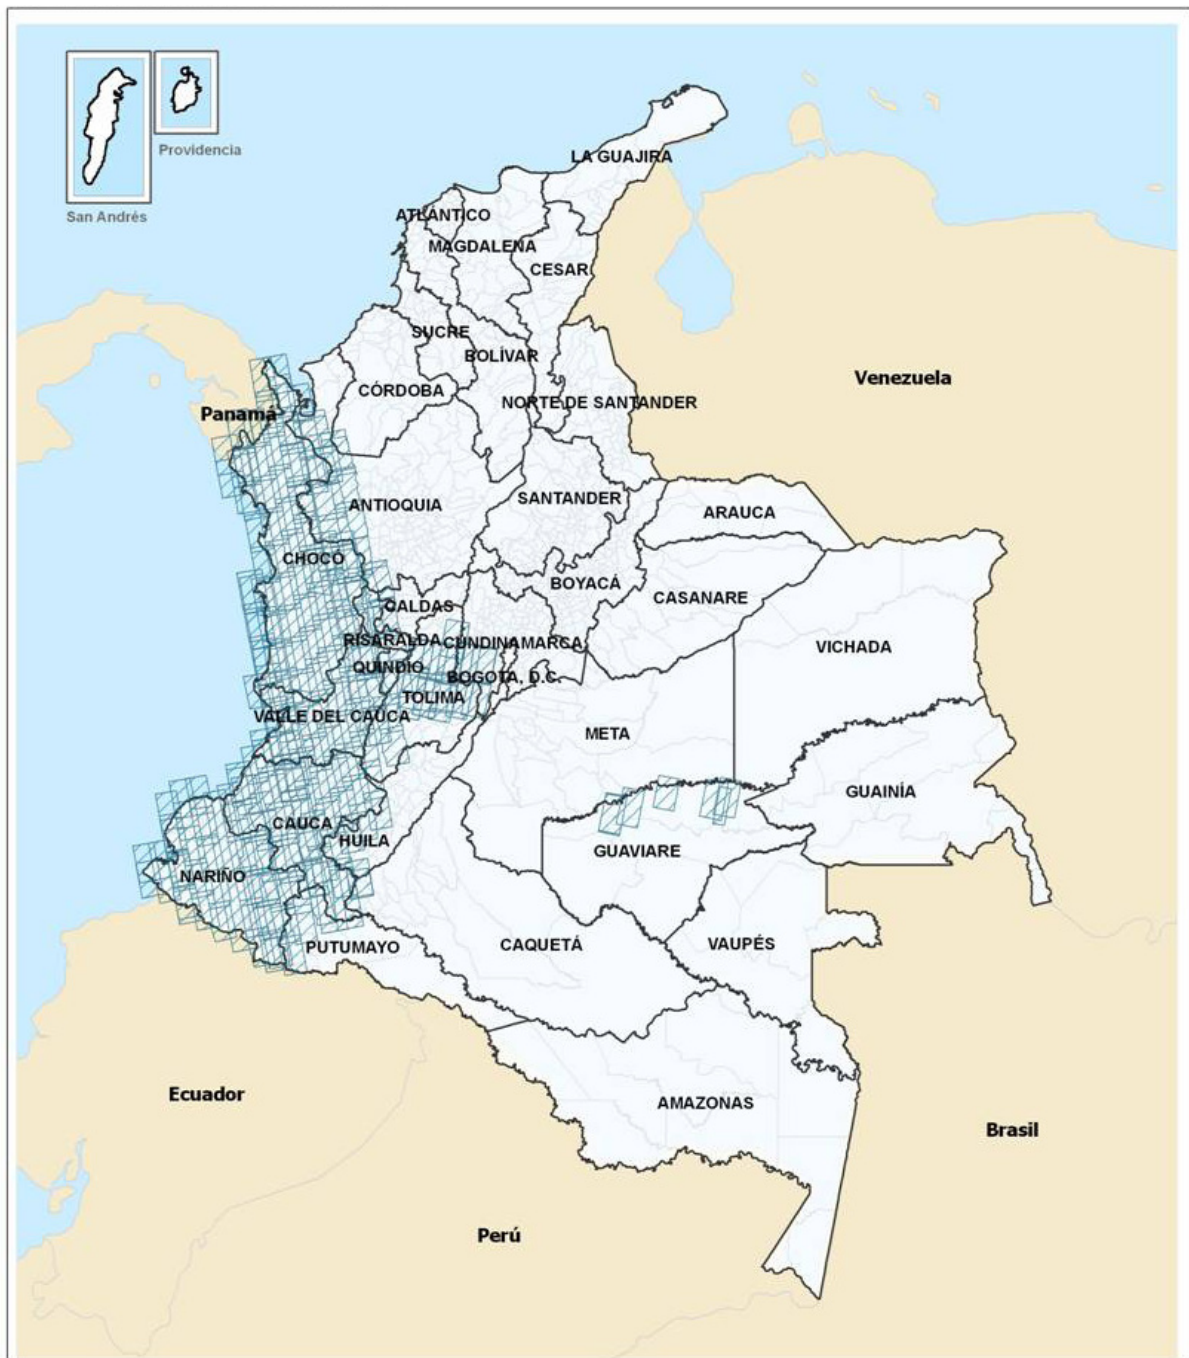 Providencia
San Andrés
LA GUAJIRA
ATLÁNTICO
MAGDALENA
CESAR
SUCRE
BOLÍVAR
Venezuela
CÓRDOBA
NORTE DE SANTANDER
Panamá
SANTANDER
ANTIOQUIA
ARAUCA
CHOCÓ
BOYACÁ
CASANARE
CALDAS
RISARALDA
CUNDINAMARCA
VICHADA
QUINDIO
BOGOTA, D.C.
TOLIMA
VALLE DEL CAUCA
META
GUAINÍA
CAUCA
HUILA
GUAVIARE
NARIÑO
PUTUMAYO
CAQUETÁ
VAUPÉS
Ecuador
AMAZONAS
Brasil
Perú